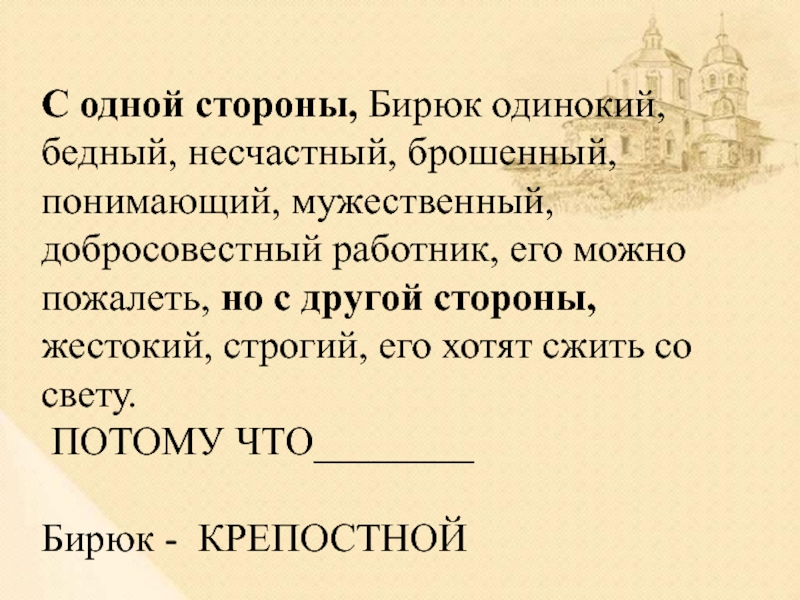 С одной стороны, Бирюк одинокий,
бедный, несчастный, брошенный,
понимающий, мужественный,
добросовестный работник, его можно
пожалеть, но с другой стороны,
жестокий, строгий, его хотят сжить со
свету.
ПОТОМУ ЧТО________
Бирюк - КРЕПОСТНОЙ